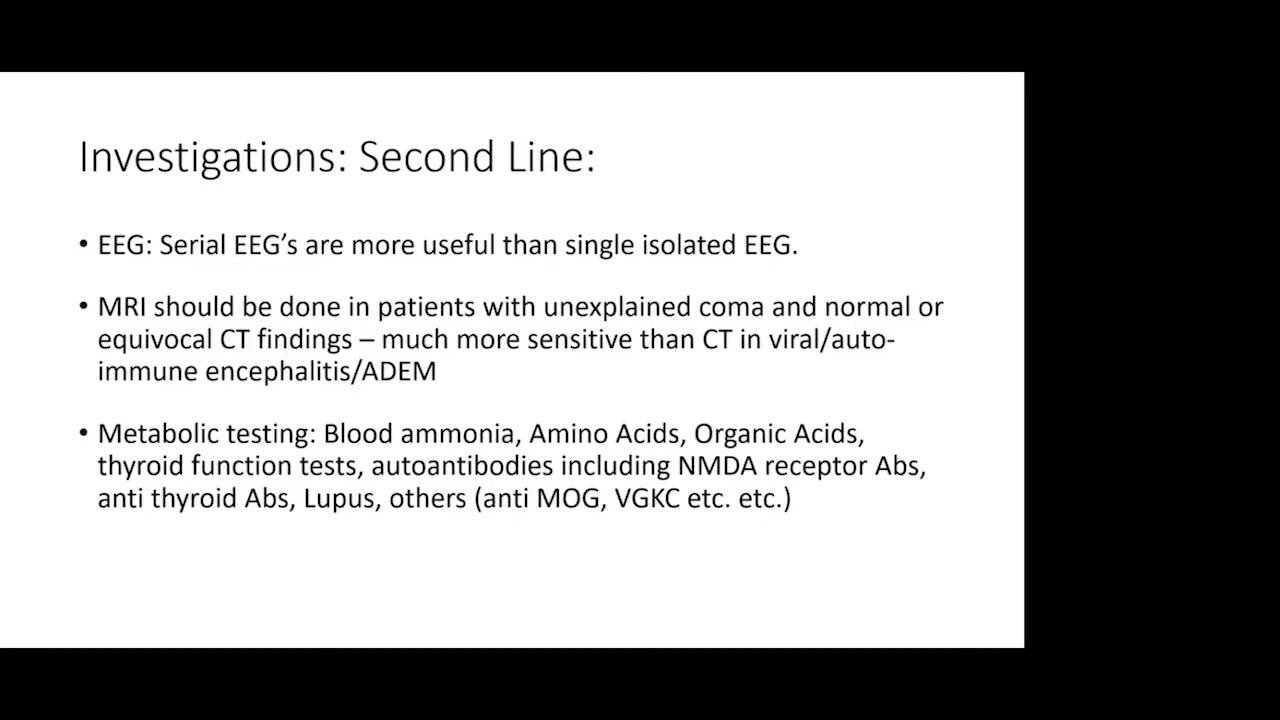 Investigations: Second Line:
• EEG: Serial EEG’s are more useful than single isolated EEG.
• MRI should be done in patients with unexplained coma and normal or
equivocal CT findings – much more sensitive than CT in viral/auto-
immune encephalitis/ADEM
• Metabolic testing: Blood ammonia, Amino Acids, Organic Acids,
thyroid function tests, autoantibodies including NMDA receptor Abs,
anti thyroid Abs, Lupus, others (anti MOG, VGKC etc. etc.)